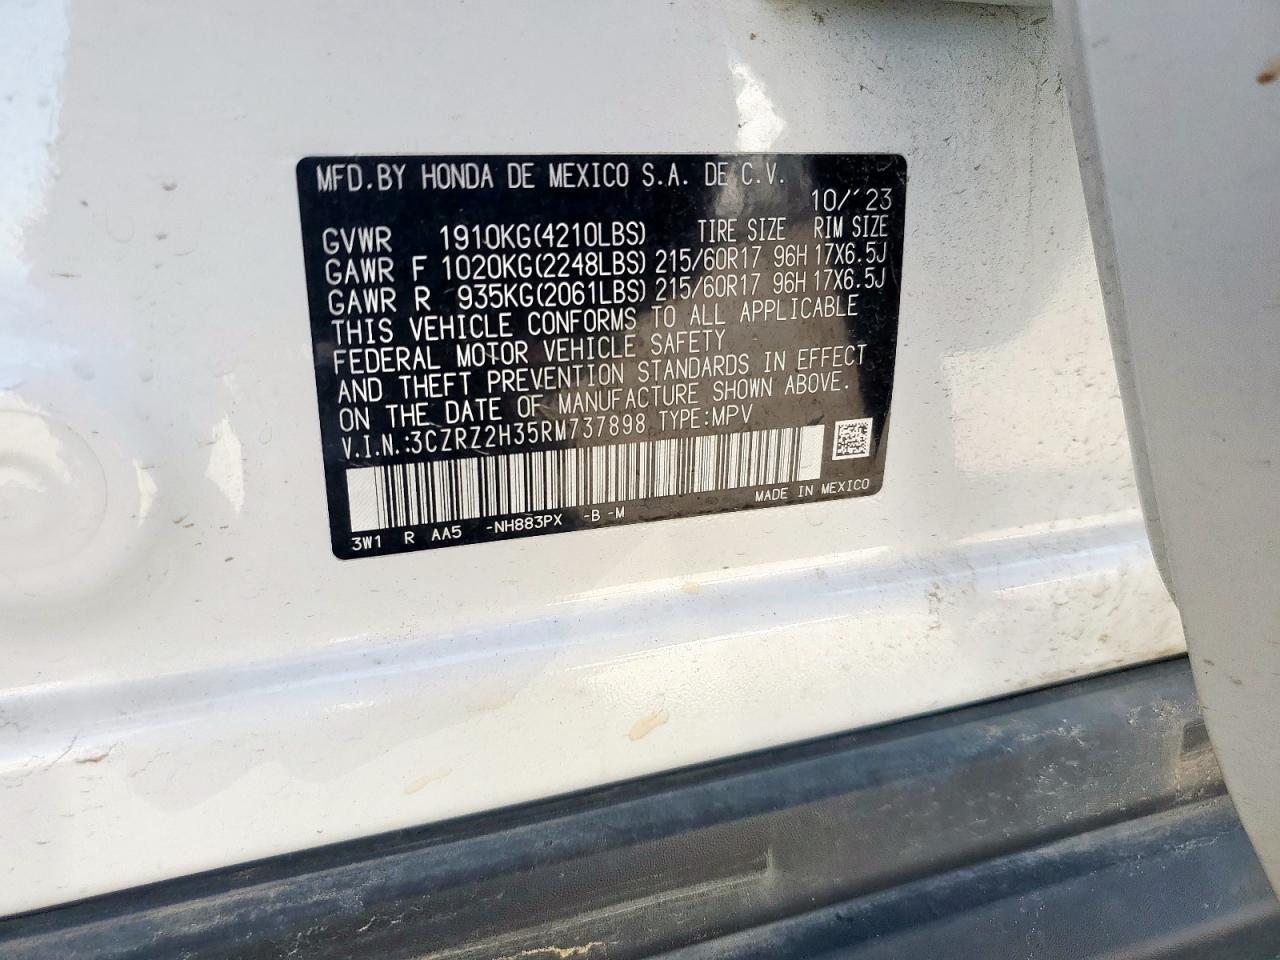 MFD.BY HONDA DE MEXICO S.A. DE C.V.
10/'23
GVWR 1910KG(4210LBS) TIRE SIZE RIM SIZE
GAWR F 1020KG(2248LBS) 215/60R17 96H 17X6.5J
GAWR R 935KG(2061LBS) 215/60R17 96H 17X6.5J
THIS VEHICLE CONFORMS TO ALL APPLICABLE
FEDERAL MOTOR VEHICLE SAFETY
AND THEFT PREVENTION STANDARDS IN EFFECT
ON THE DATE OF MANUFACTURE SHOWN ABOVE.
V.I.N.:3CZRZ2H35RM737898 TYPE:MPV
MADE IN MEXICO
3W1 R AA5 -NH883PX -B -M